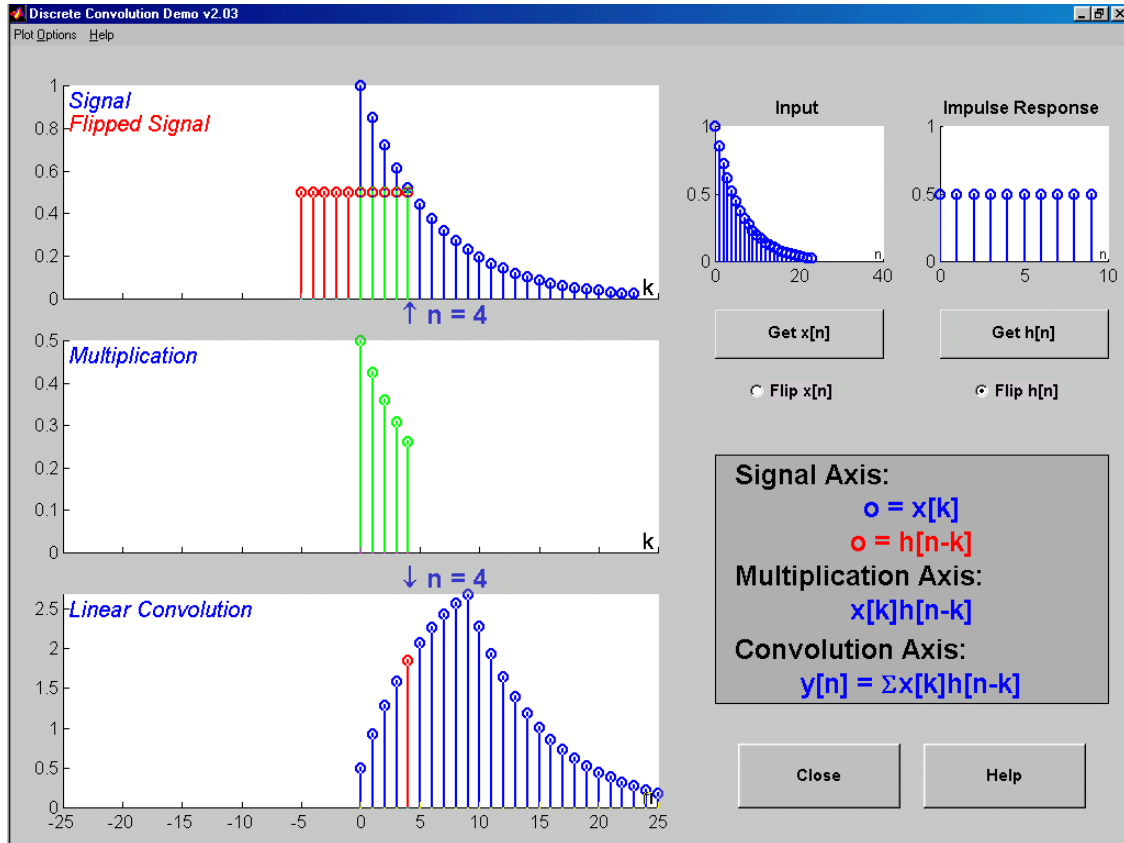 Discrete Convolution Demo v2.03
Plot Options Help
Signal
Flipped Signal
1
0.8
0.6
0.4
0.2
0
k
↑ n = 4
Multiplication
0.5
0.4
0.3
0.2
0.1
0
k
↓ n = 4
Linear Convolution
2.5
2
1.5
1
0.5
0
n
-25 -20 -15 -10 -5 0 5 10 15 20 25
Input
1
0.5
0
n
0 20 40
Impulse Response
1
0.5
0
n
0 5 10
Get x[n]
Get h[n]
Flip x[n]
Flip h[n]
Signal Axis:
o = x[k]
o = h[n-k]
Multiplication Axis:
x[k]h[n-k]
Convolution Axis:
y[n] = Σx[k]h[n-k]
Close
Help